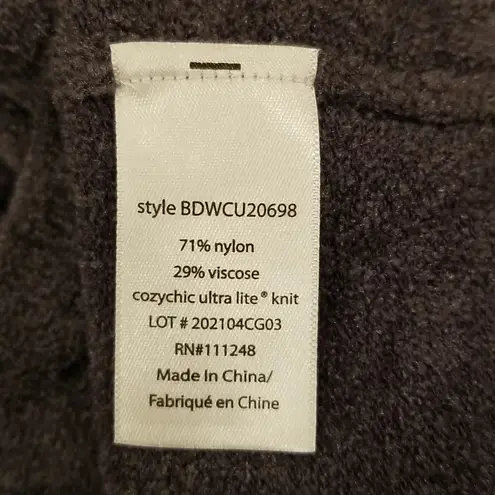 style BDWCU20698
71% nylon
29% viscose
cozychic ultra lite® knit
LOT # 202104CG03
RN#111248
Made In China/
Fabriqué en Chine